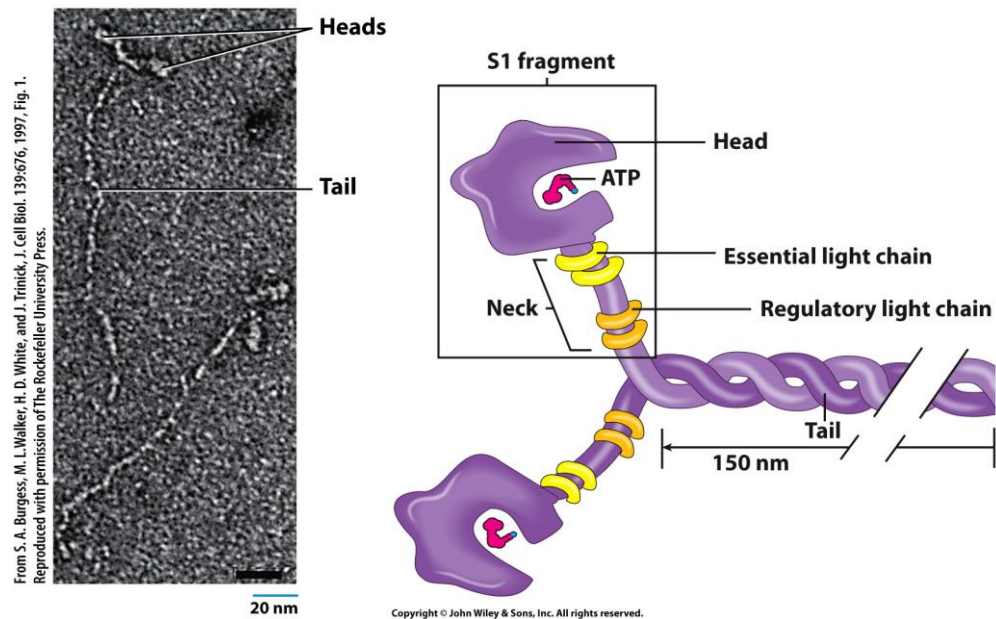 From S. A. Burgess, M. L.Walker, H. D. White, and J. Trinick, J. Cell Biol. 139:676, 1997, Fig. 1.
Reproduced with permission of The Rockefeller University Press.
Heads
Tail
20 nm
S1 fragment
Head
ATP
Essential light chain
Neck
Regulatory light chain
Tail
150 nm
Copyright © John Wiley & Sons, Inc. All rights reserved.